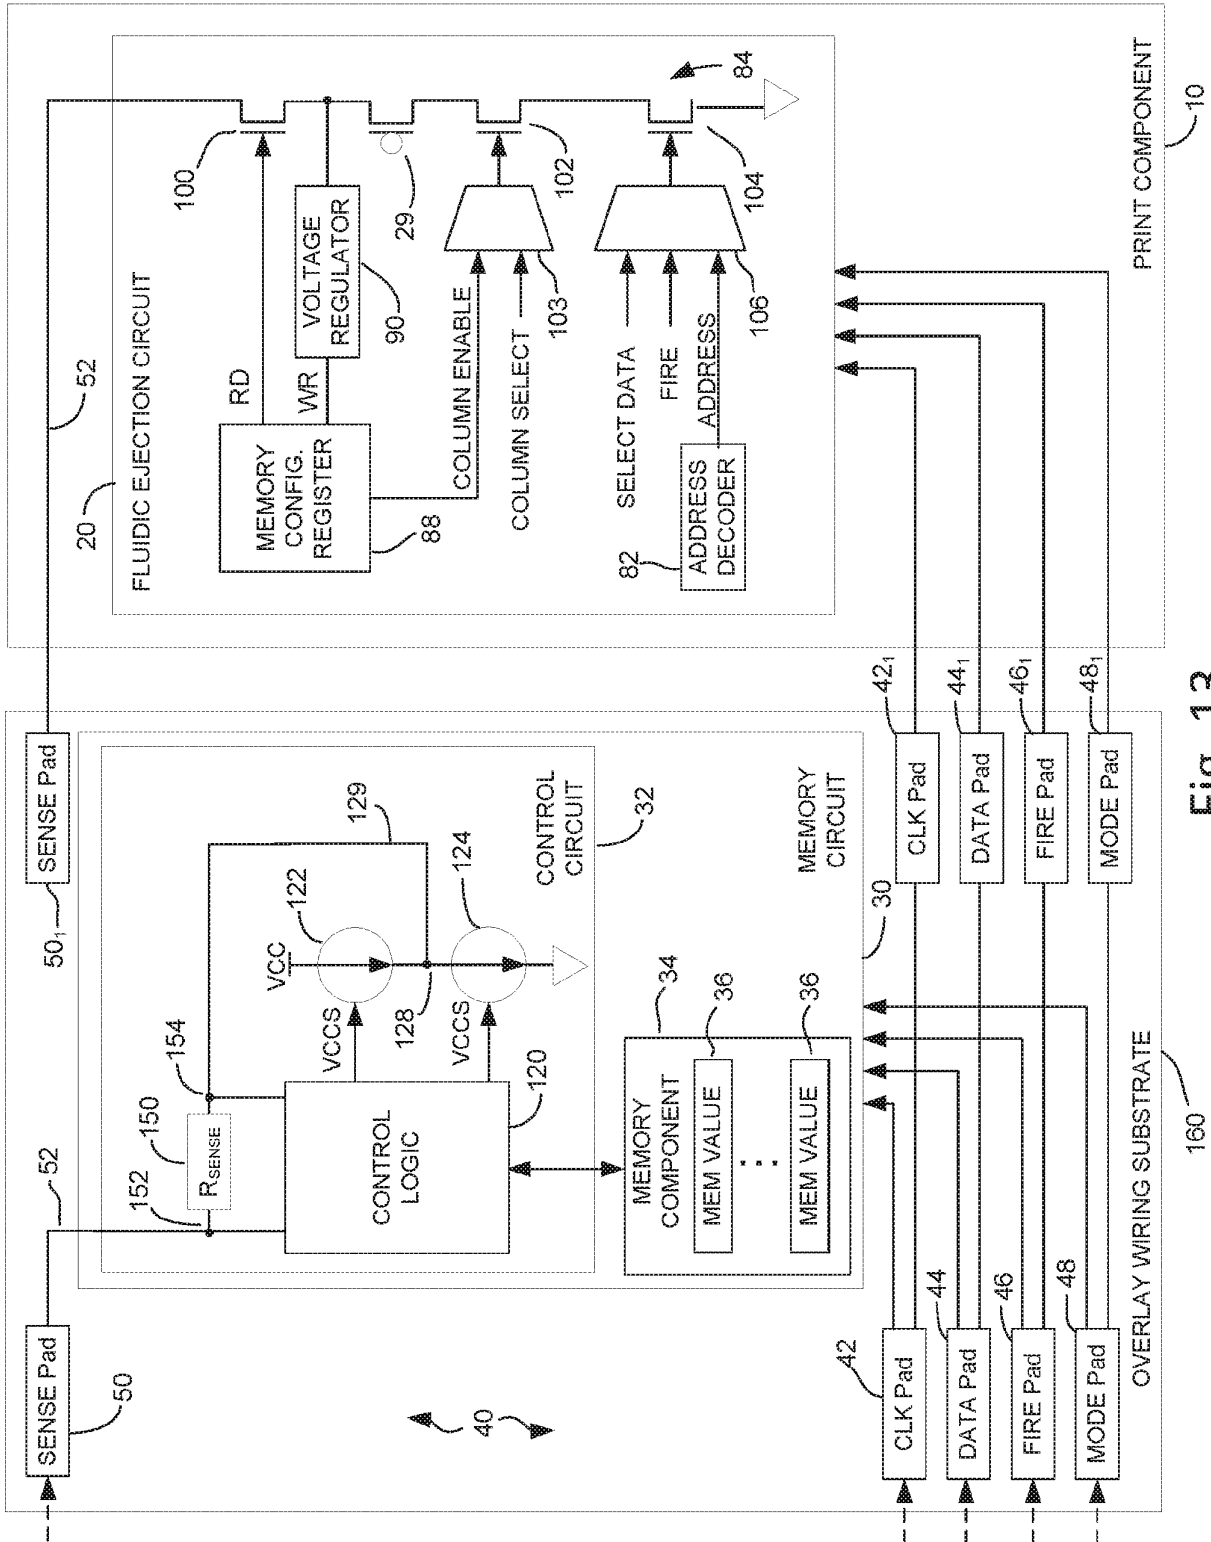 50
SENSE Pad
52
152
150
RSENSE
154
CONTROL
LOGIC
120
VCCS
VCCS
VCC
122
128
124
129
CONTROL
CIRCUIT
32
MEMORY
COMPONENT
34
MEM VALUE
36
MEM VALUE
36
MEMORY
CIRCUIT
30
40
42
CLK Pad
44
DATA Pad
46
FIRE Pad
48
MODE Pad
OVERLAY WIRING SUBSTRATE
160
501
SENSE Pad
CLK Pad
421
DATA Pad
441
FIRE Pad
461
MODE Pad
481
52
20
FLUIDIC EJECTION CIRCUIT
MEMORY
CONFIG.
REGISTER
88
RD
WR
VOLTAGE
REGULATOR
90
100
29
COLUMN ENABLE
COLUMN SELECT
103
102
SELECT DATA
FIRE
ADDRESS
82
ADDRESS
DECODER
106
104
84
PRINT COMPONENT
10
Fig. 13